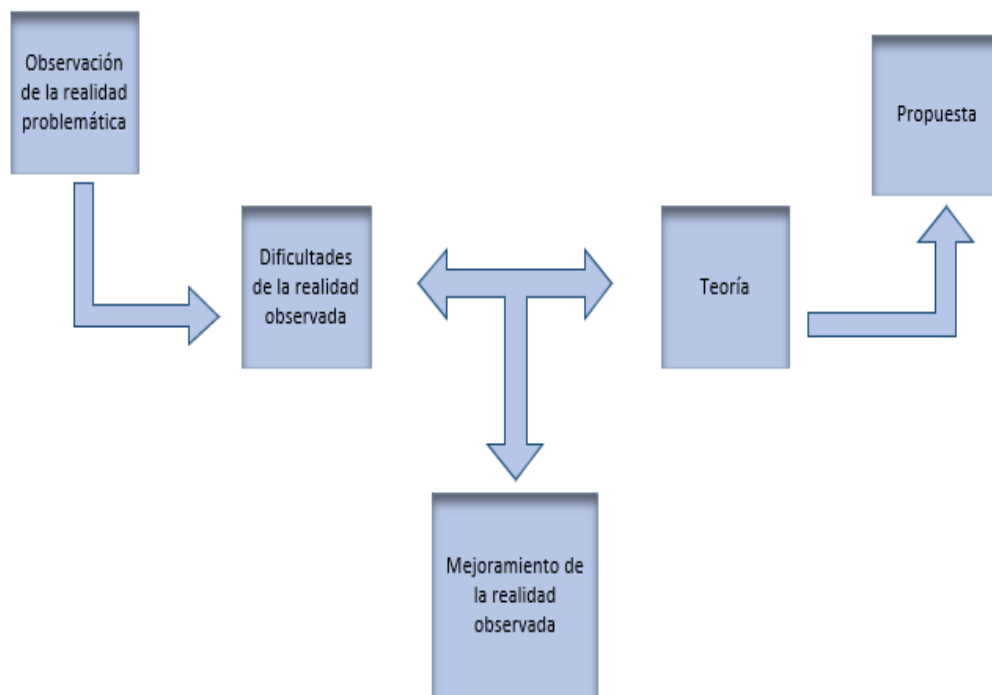 Observación
de la realidad
problemática
Propuesta
Dificultades
de la realidad
observada
Teoría
Mejoramiento de
la realidad
observada